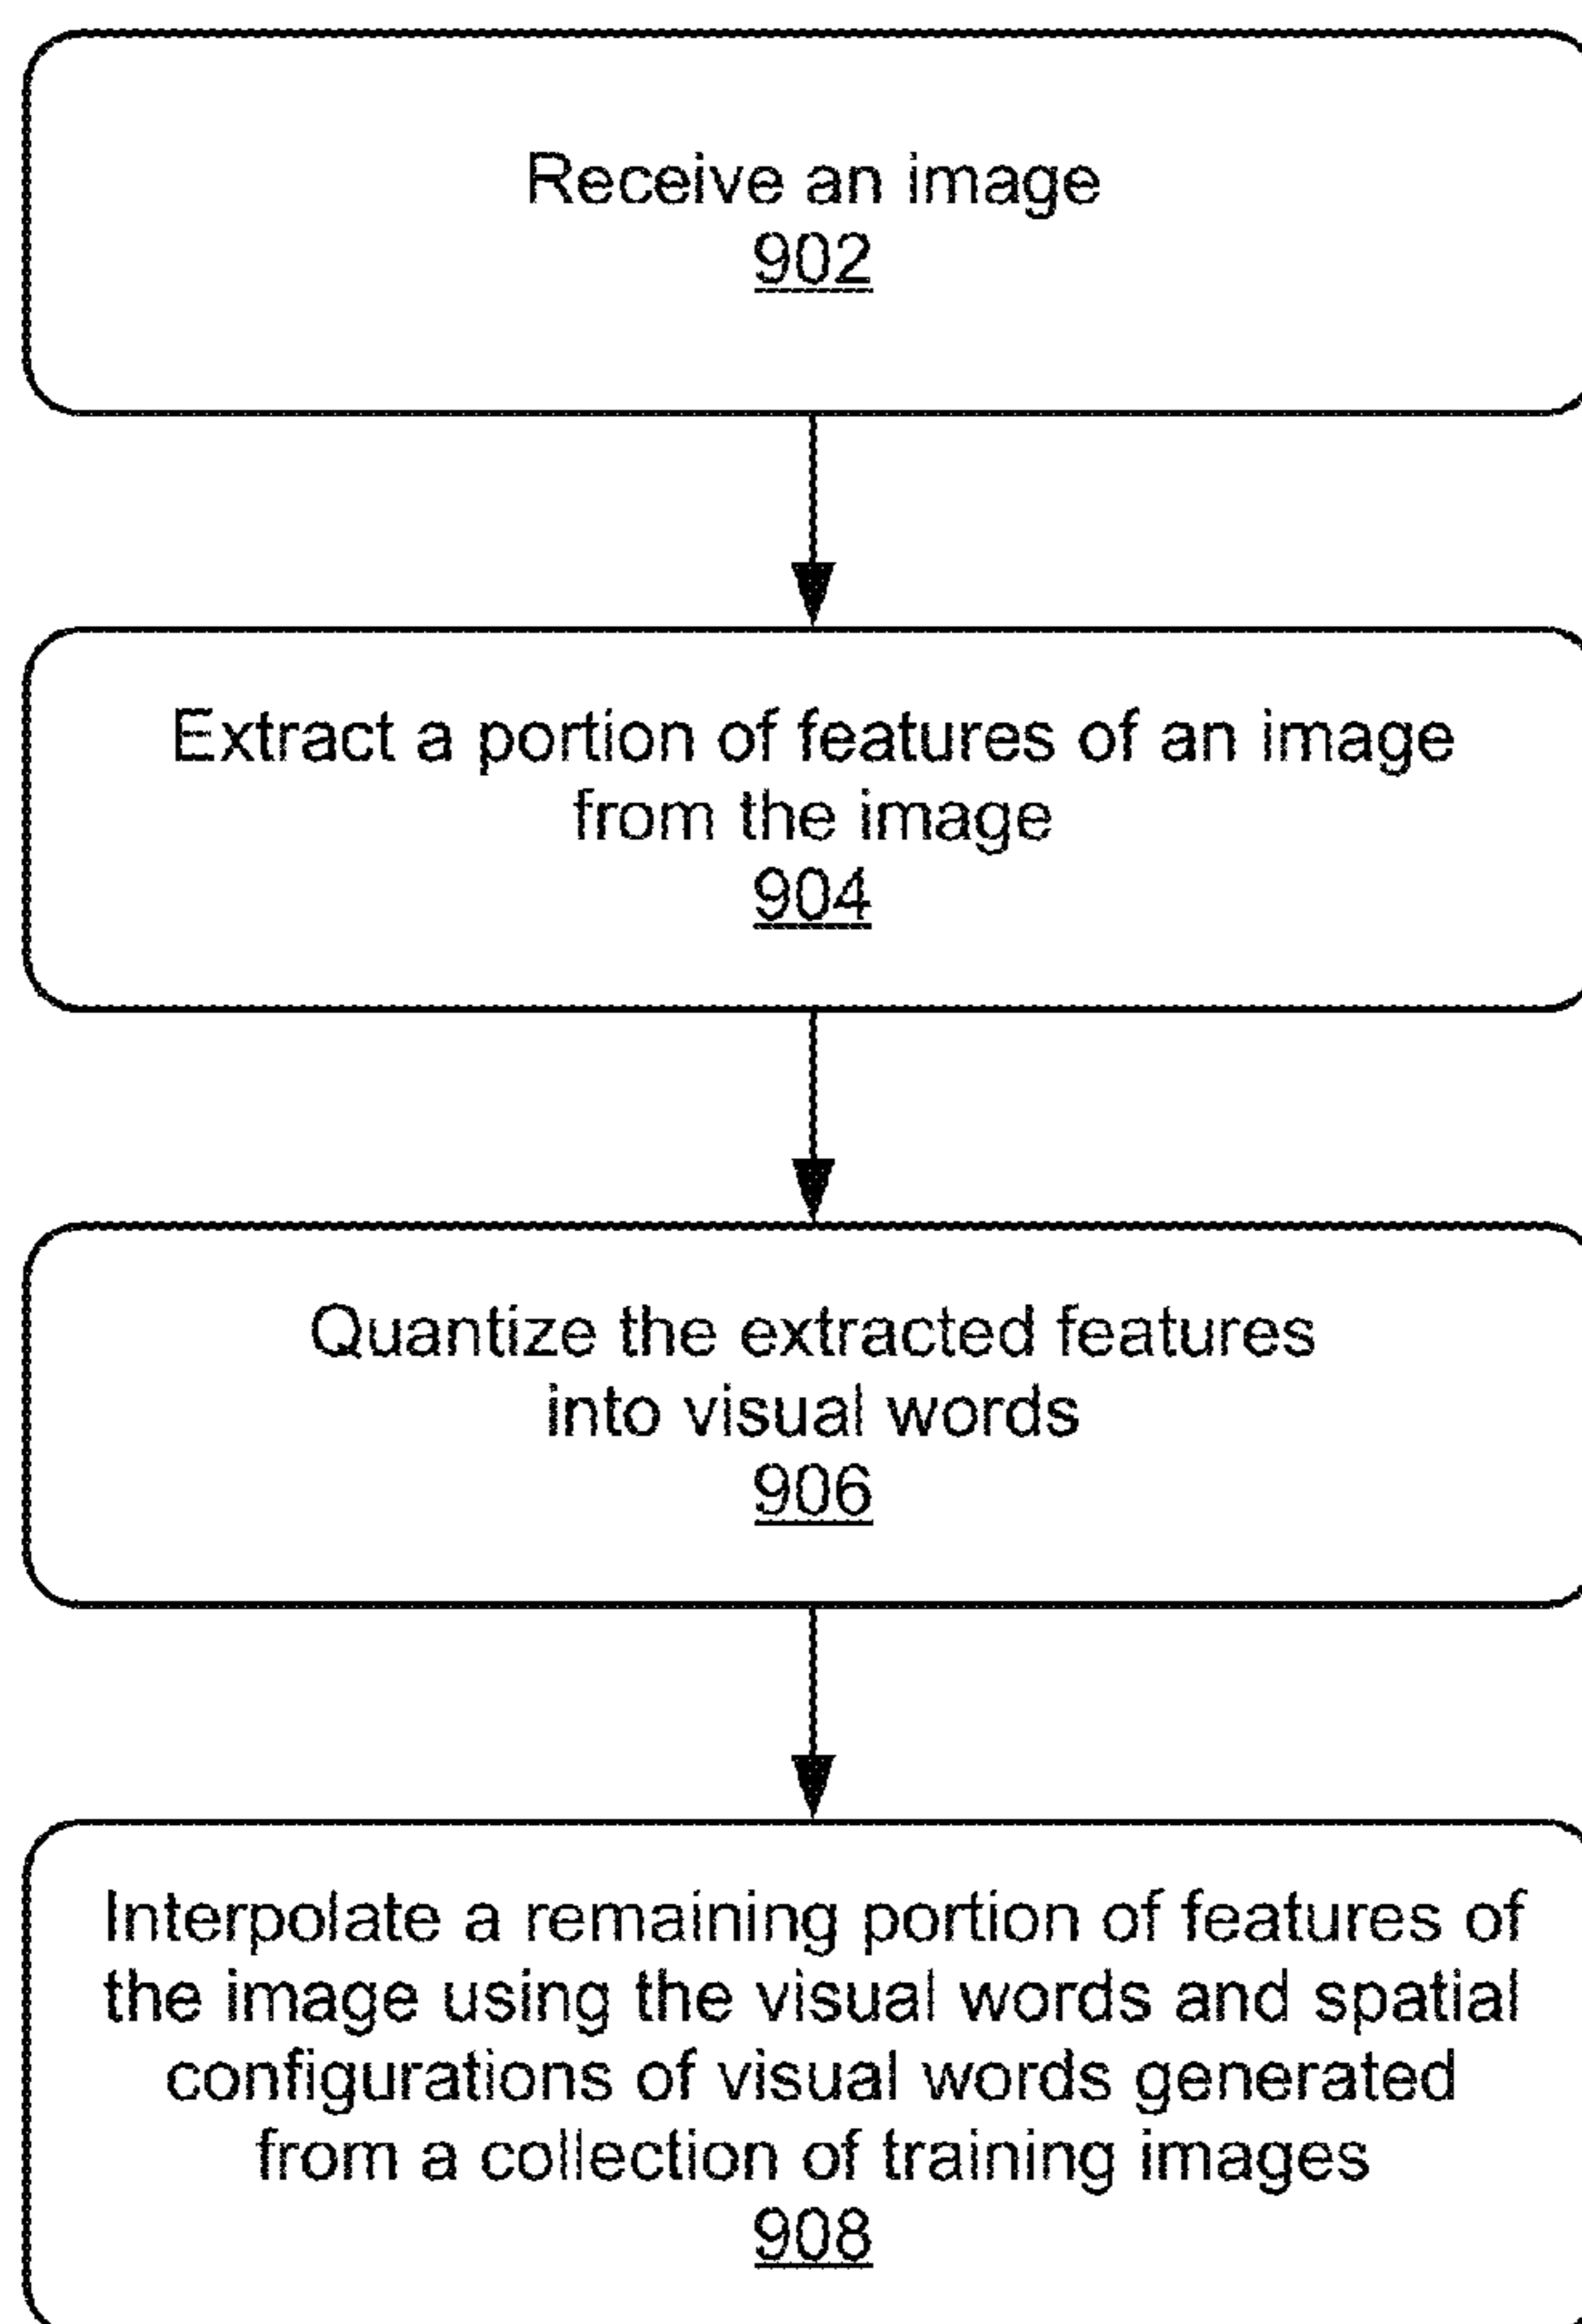 Receive an image
902
Extract a portion of features of an image
from the image
904
Quantize the extracted features
into visual words
906
Interpolate a remaining portion of features of
the image using the visual words and spatial
configurations of visual words generated
from a collection of training images
908